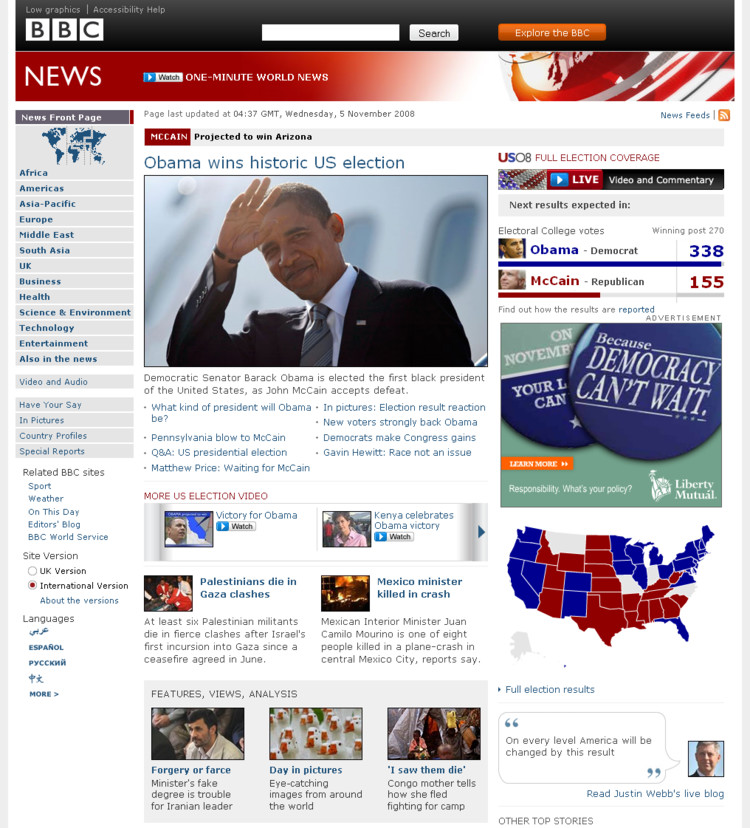 Low graphics | Accessibility Help
BBC
Search
Explore the BBC
NEWS
Watch ONE-MINUTE WORLD NEWS
News Front Page
Africa
Americas
Asia-Pacific
Europe
Middle East
South Asia
UK
Business
Health
Science & Environment
Technology
Entertainment
Also in the news
Video and Audio
Have Your Say
In Pictures
Country Profiles
Special Reports
Related BBC sites
Sport
Weather
On This Day
Editors' Blog
BBC World Service
Site Version
UK Version
International Version
About the versions
Languages
عربي
ESPAÑOL
РУССКИЙ
中文
MORE >
Page last updated at 04:37 GMT, Wednesday, 5 November 2008
News Feeds
MCCAIN Projected to win Arizona
Obama wins historic US election
Democratic Senator Barack Obama is elected the first black president
of the United States, as John McCain accepts defeat.
What kind of president will Obama
be?
Pennsylvania blow to McCain
Q&A: US presidential election
Matthew Price: Waiting for McCain
In pictures: Election result reaction
New voters strongly back Obama
Democrats make Congress gains
Gavin Hewitt: Race not an issue
MORE US ELECTION VIDEO
Victory for Obama
Watch
Kenya celebrates
Obama victory
Watch
Palestinians die in
Gaza clashes
At least six Palestinian militants
die in fierce clashes after Israel's
first incursion into Gaza since a
ceasefire agreed in June.
Mexico minister
killed in crash
Mexican Interior Minister Juan
Camilo Mourino is one of eight
people killed in a plane-crash in
central Mexico City, reports say.
FEATURES, VIEWS, ANALYSIS
Forgery or farce
Minister's fake
degree is trouble
for Iranian leader
Day in pictures
Eye-catching
images from around
the world
'I saw them die'
Congo mother tells
how she fled
fighting for camp
US08 FULL ELECTION COVERAGE
LIVE Video and Commentary
Next results expected in:
Electoral College votes Winning post 270
Obama - Democrat 338
McCain - Republican 155
Find out how the results are reported
ADVERTISEMENT
ON
NOVEMBER
YOUR
CAN
Because
DEMOCRACY
CAN'T WAIT.
LEARN MORE
Responsibility. What's your policy?
Liberty
Mutual.
Full election results
“ On every level America will be
changed by this result ”
Read Justin Webb's live blog
OTHER TOP STORIES